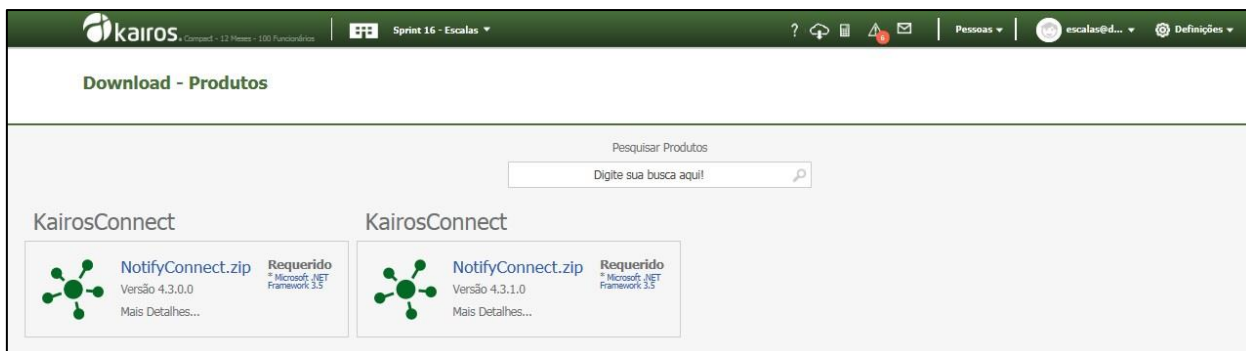 kairos. Compact - 12 Meses - 100 Funcionários Sprint 16 - Escalas ? 6 Pessoas escalas@d... Definições
Download - Produtos
Pesquisar Produtos
Digite sua busca aqui!
KairosConnect
NotifyConnect.zip
Versão 4.3.0.0
Mais Detalhes...
Requerido
* Microsoft .NET
Framework 3.5
KairosConnect
NotifyConnect.zip
Versão 4.3.1.0
Mais Detalhes...
Requerido
* Microsoft .NET
Framework 3.5